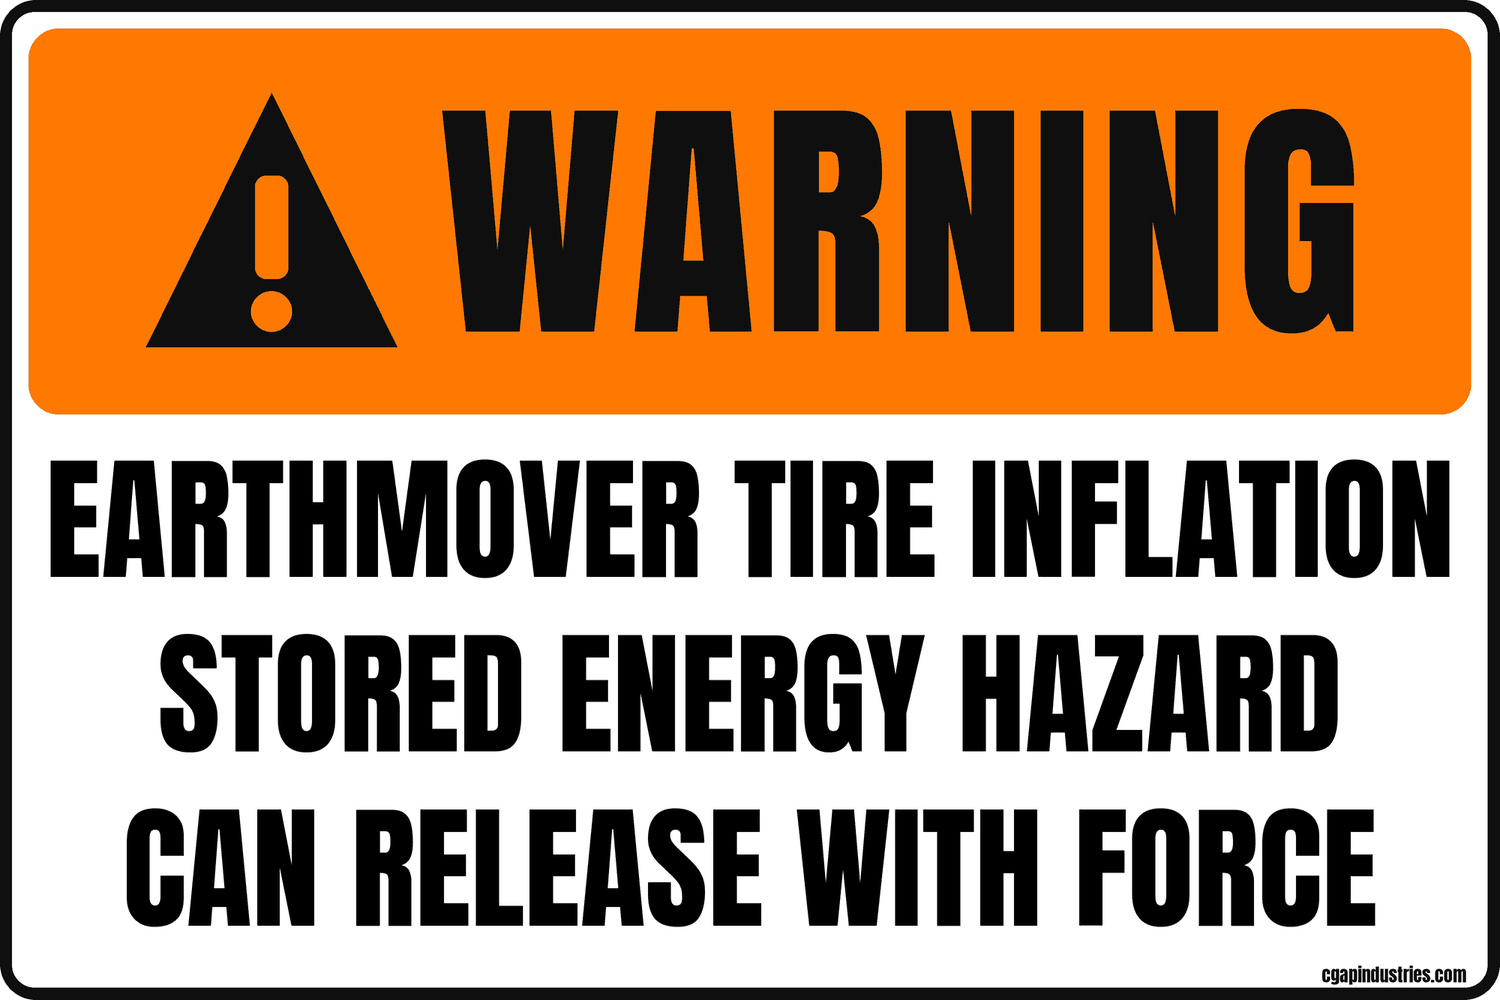 WARNING
EARTHMOVER TIRE INFLATION
STORED ENERGY HAZARD
CAN RELEASE WITH FORCE
cgapindustries.com